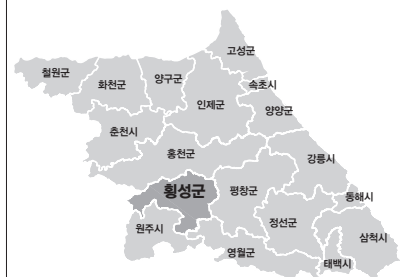 고성군
철원군
화천군
양구군
속초시
인제군
양양군
춘천시
홍천군
강릉시
횡성군
평창군
동해시
원주시
정선군
삼척시
영월군
태백시